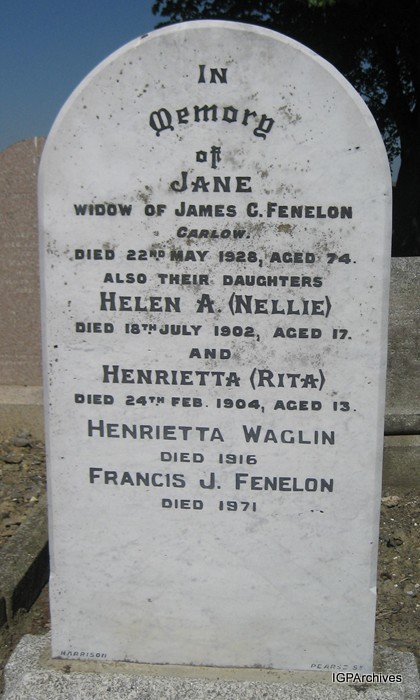 IN
Memory
of
JANE
WIDOW OF JAMES C. FENELON
CARLOW.
DIED 22ND MAY 1928, AGED 74.
ALSO THEIR DAUGHTERS
HELEN A. (NELLIE)
DIED 18TH JULY 1902, AGED 17.
AND
HENRIETTA (RITA)
DIED 24TH FEB. 1904, AGED 13.
HENRIETTA WAGLIN
DIED 1916
FRANCIS J. FENELON
DIED 1971
HARRISON PEARSE ST
IGPArchives